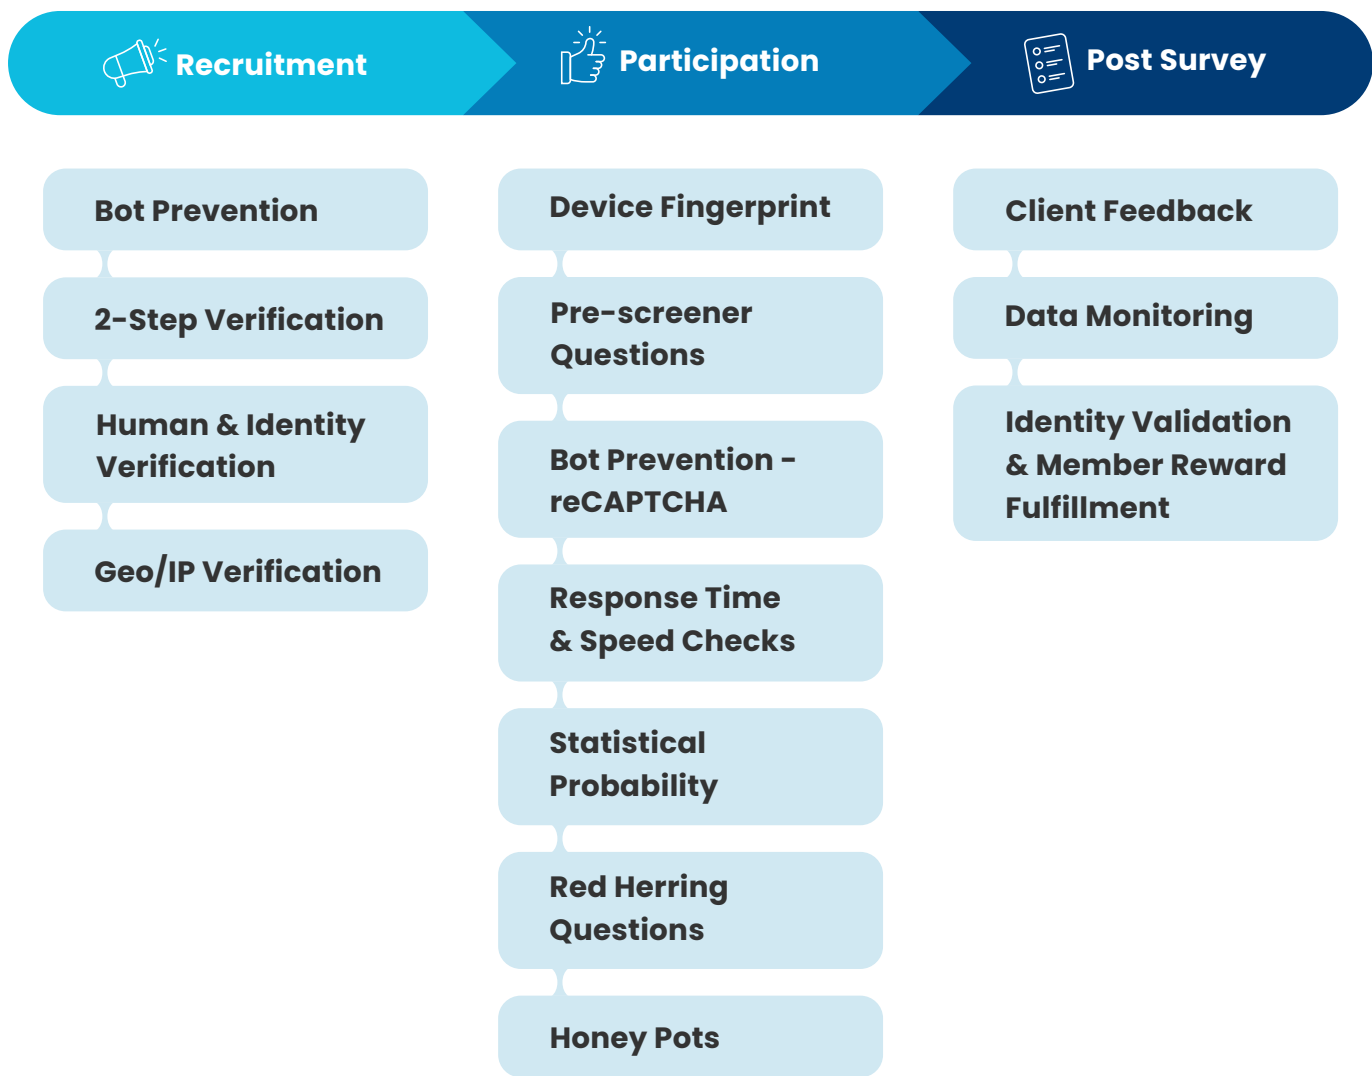 Recruitment
Participation
Post Survey
Bot Prevention
2-Step Verification
Human & Identity
Verification
Geo/IP Verification
Device Fingerprint
Pre-screener
Questions
Bot Prevention -
reCAPTCHA
Response Time
& Speed Checks
Statistical
Probability
Red Herring
Questions
Honey Pots
Client Feedback
Data Monitoring
Identity Validation
& Member Reward
Fulfillment